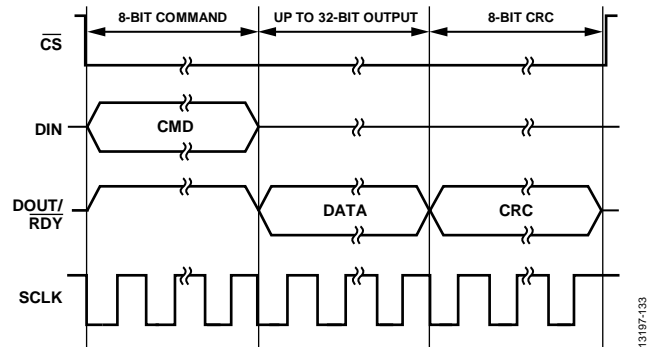 8-BIT COMMAND UP TO 32-BIT OUTPUT 8-BIT CRC
CS
DIN CMD
DOUT/
RDY DATA CRC
SCLK
13197-133